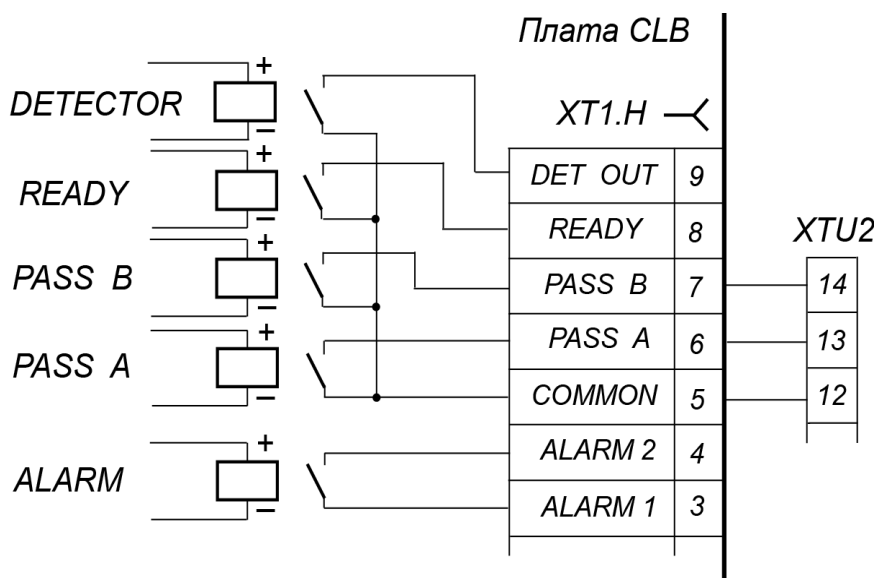 Плата CLB
XT1.H
DETECTOR + −
READY + −
PASS B + −
PASS A + −
ALARM + −
DET OUT 9
READY 8
PASS B 7
PASS A 6
COMMON 5
ALARM 2 4
ALARM 1 3
XTU2
14
13
12